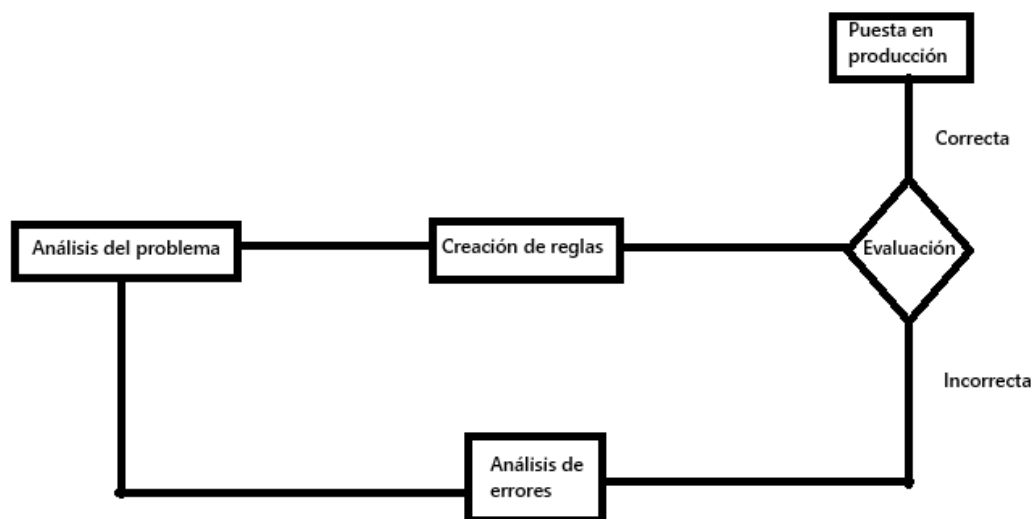 Puesta en
producción
Correcta
Análisis del problema
Creación de reglas
Evaluación
Incorrecta
Análisis de
errores